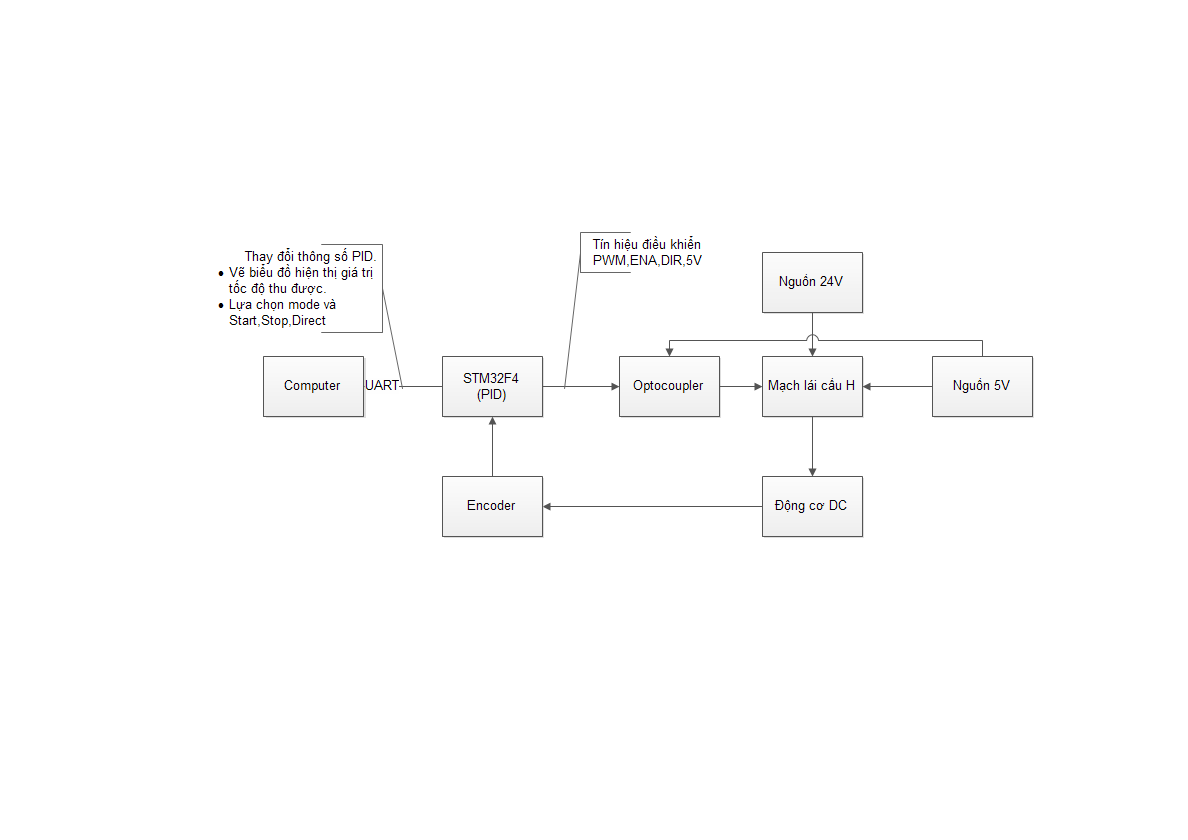 Thay đổi thông số PID.
• Vẽ biểu đồ hiện thị giá trị
tốc độ thu được.
• Lựa chọn mode và
Start,Stop,Direct
Tín hiệu điều khiển
PWM,ENA,DIR,5V
Nguồn 24V
Computer
UART
STM32F4
(PID)
Optocoupler
Mạch lái cầu H
Nguồn 5V
Encoder
Động cơ DC